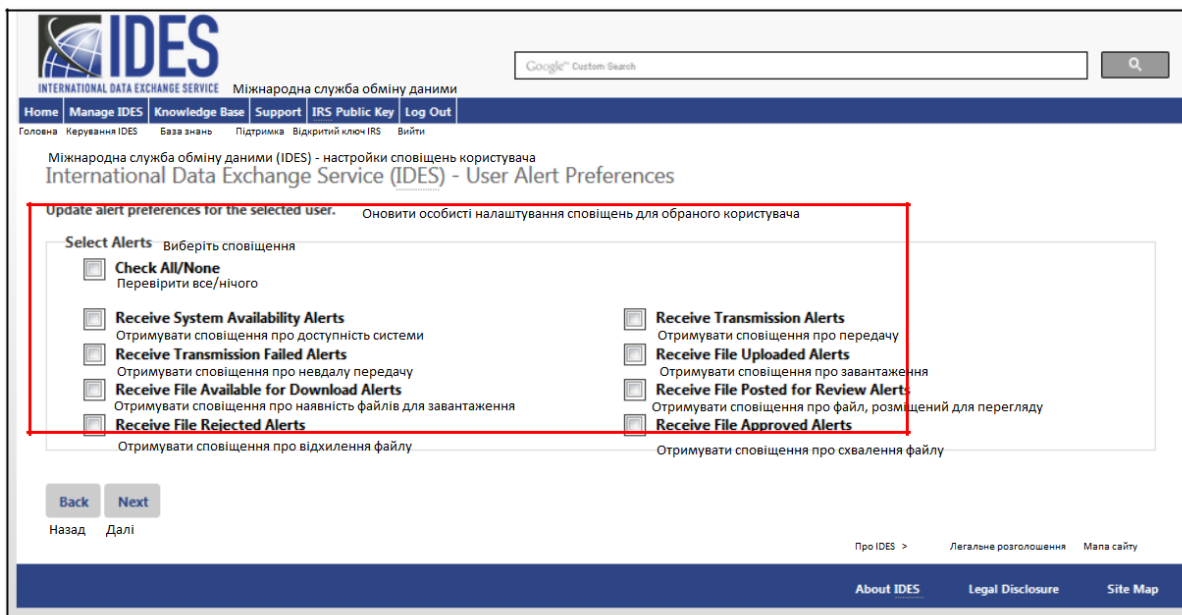 IDES
INTERNATIONAL DATA EXCHANGE SERVICE Міжнародна служба обміну даними
Google™ Custom Search
Home Manage IDES Knowledge Base Support IRS Public Key Log Out
Головна Керування IDES База знань Підтримка Відкритий ключ IRS Вийти
Міжнародна служба обміну даними (IDES) - настройки сповіщень користувача
International Data Exchange Service (IDES) - User Alert Preferences
Update alert preferences for the selected user. Оновити особисті налаштування сповіщень для обраного користувача
Select Alerts Виберіть сповіщення
Check All/None
Перевірити все/нічого
Receive System Availability Alerts Receive Transmission Alerts
Отримувати сповіщення про доступність системи Отримувати сповіщення про передачу
Receive Transmission Failed Alerts Receive File Uploaded Alerts
Отримувати сповіщення про невдалу передачу Отримувати сповіщення про завантаження
Receive File Available for Download Alerts Receive File Posted for Review Alerts
Отримувати сповіщення про наявність файлів для завантаження Отримувати сповіщення про файл, розміщений для перегляду
Receive File Rejected Alerts Receive File Approved Alerts
Отримувати сповіщення про відхилення файлу Отримувати сповіщення про схвалення файлу
Back Next
Назад Далі
Про IDES > Легальне розголошення Мапа сайту
About IDES Legal Disclosure Site Map